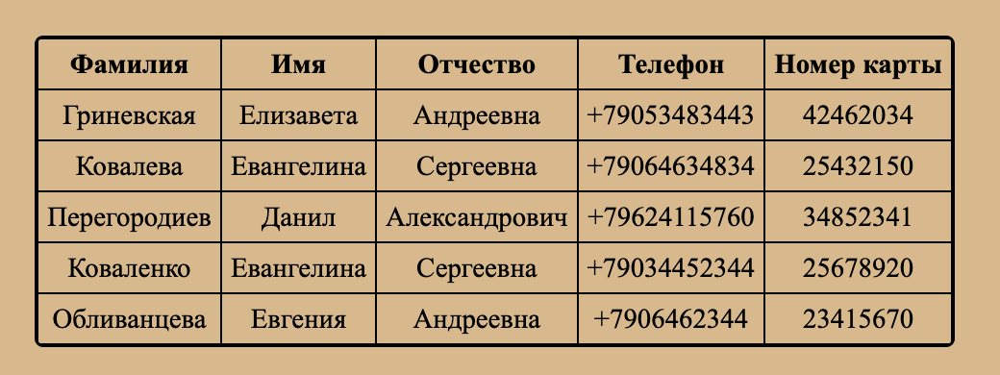 Фамилия Имя Отчество Телефон Номер карты
Гриневская Елизавета Андреевна +79053483443 42462034
Ковалева Евангелина Сергеевна +79064634834 25432150
Перегородиев Данил Александрович +79624115760 34852341
Коваленко Евангелина Сергеевна +79034452344 25678920
Обливанцева Евгения Андреевна +7906462344 23415670